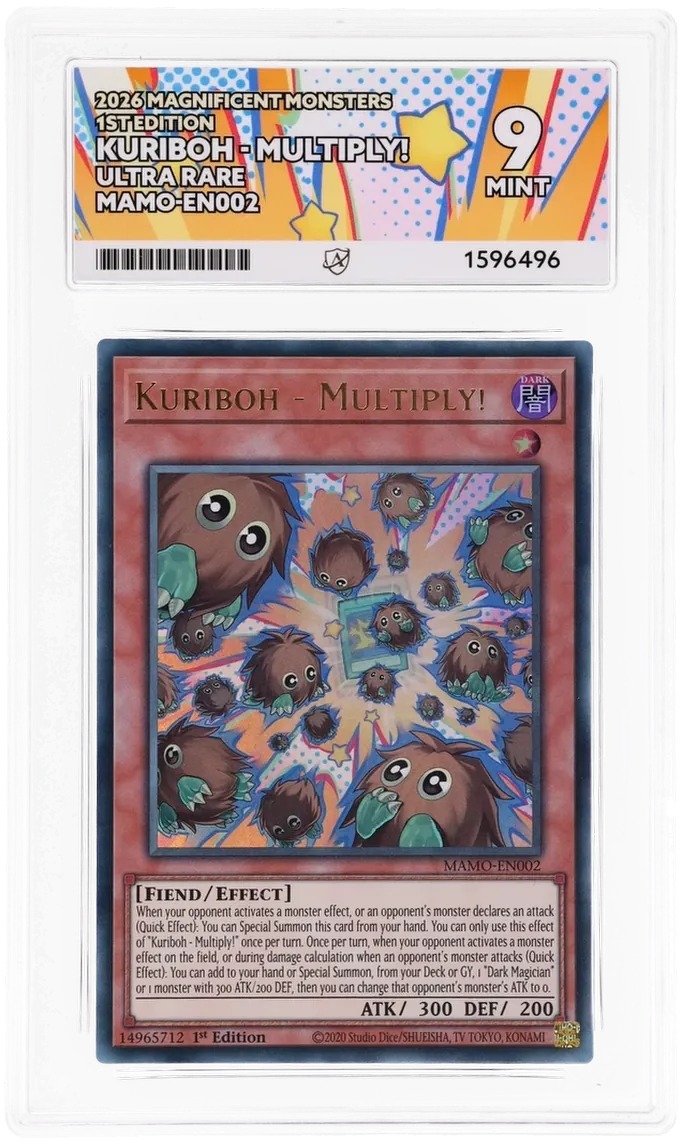 2026 MAGNIFICENT MONSTERS
1ST EDITION
KURIBOH - MULTIPLY!
ULTRA RARE
MAMO-EN002
9
MINT
1596496
KURIBOH - MULTIPLY!
DARK
闇
MAMO-EN002
[FIEND/EFFECT]
When your opponent activates a monster effect, or an opponent's monster declares an attack
(Quick Effect): You can Special Summon this card from your hand. You can only use this effect
of "Kuriboh - Multiply!" once per turn. Once per turn, when your opponent activates a monster
effect on the field, or during damage calculation when an opponent's monster attacks (Quick
Effect): You can add to your hand or Special Summon, from your Deck or GY, 1 "Dark Magician"
or 1 monster with 300 ATK/200 DEF, then you can change that opponent's monster's ATK to 0.
ATK/ 300 DEF/ 200
14965712 1st Edition
©2020 Studio Dice/SHUEISHA, TV TOKYO, KONAMI